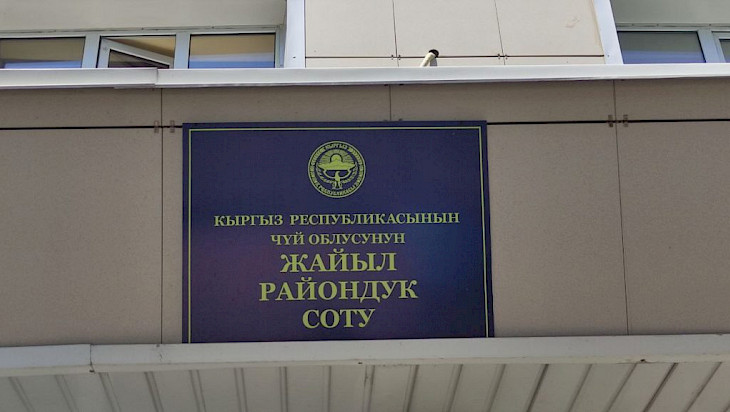 КЫРГЫЗ РЕСПУБЛИКАСЫНЫН
ЧҮЙ ОБЛУСУНУН
ЖАЙЫЛ
РАЙОНДУК
СОТУ